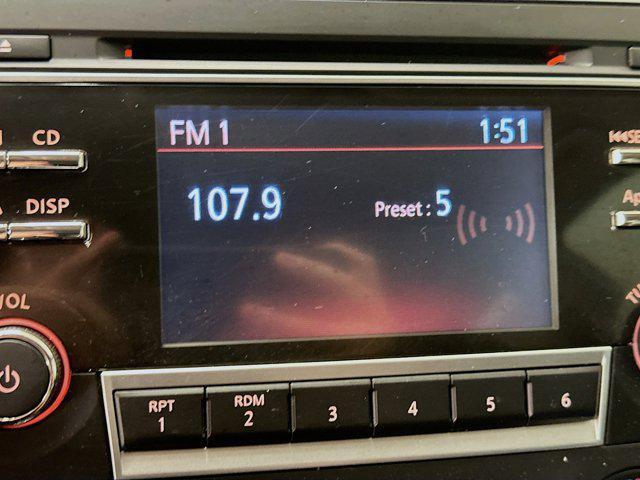 FM 1 1:51
CD
DISP
107.9 Preset : 5
VOL
RPT 1
RDM 2
3
4
5
6